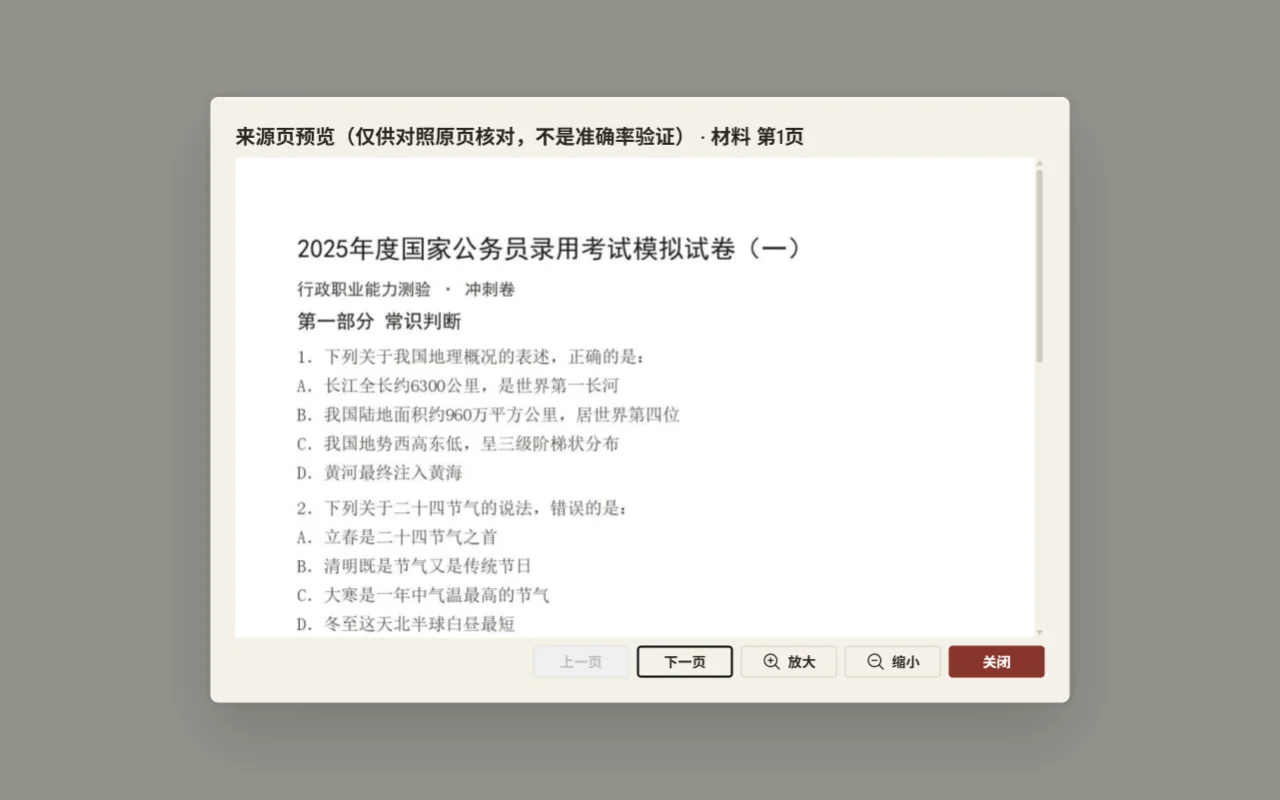 来源页预览（仅供对照原页核对，不是准确率验证） · 材料 第1页
2025年度国家公务员录用考试模拟试卷（一）
行政职业能力测验 · 冲刺卷
第一部分 常识判断
1. 下列关于我国地理概况的表述，正确的是：
A. 长江全长约6300公里，是世界第一长河
B. 我国陆地面积约960万平方公里，居世界第四位
C. 我国地势西高东低，呈三级阶梯状分布
D. 黄河最终注入黄海
2. 下列关于二十四节气的说法，错误的是：
A. 立春是二十四节气之首
B. 清明既是节气又是传统节日
C. 大寒是一年中气温最高的节气
D. 冬至这天北半球白昼最短
上一页 下一页 放大 缩小 关闭